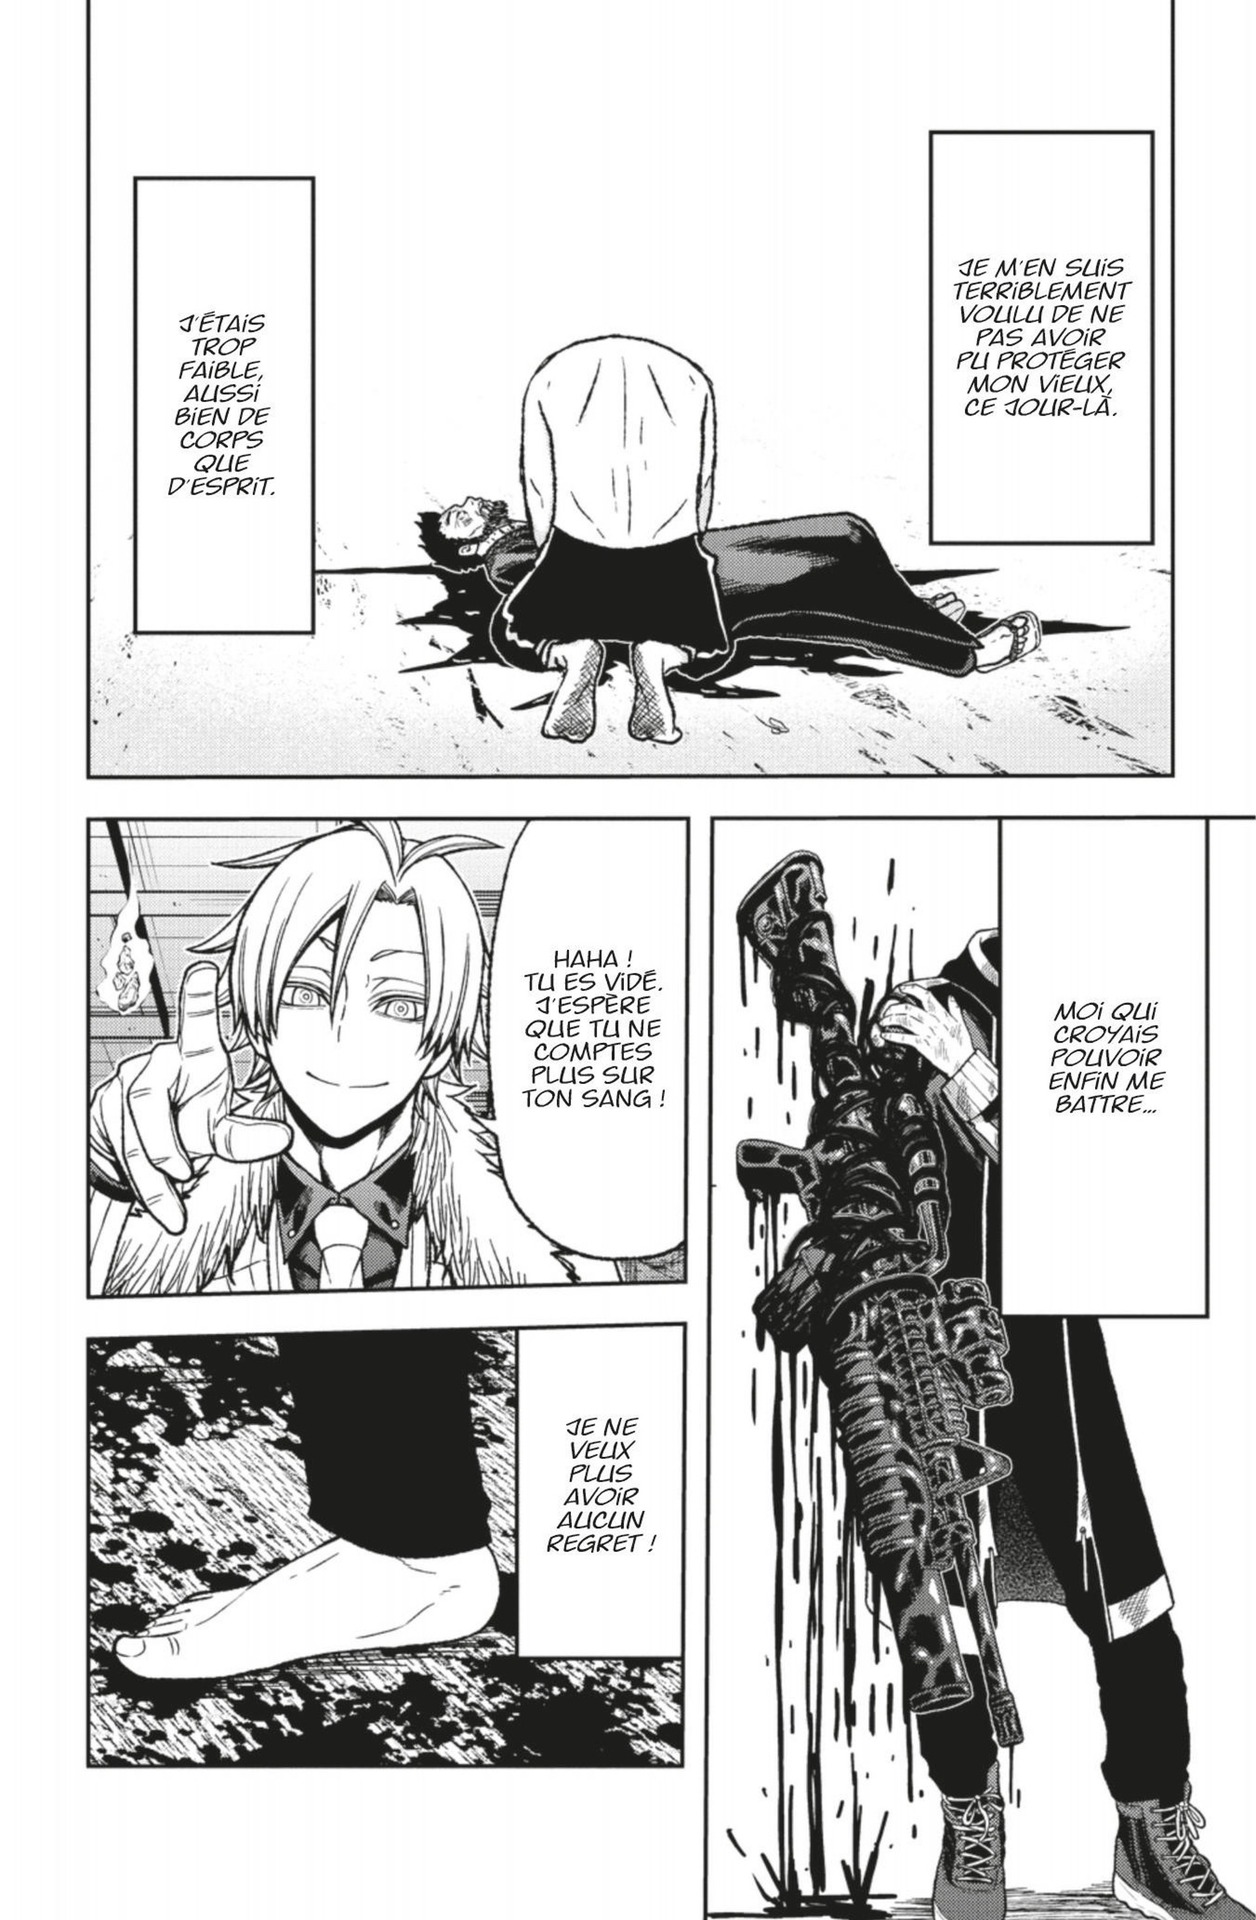 JE M'EN SUIS
TERRIBLEMENT
VOULU DE NE
PAS AVOIR
PU PROTÉGER
MON VIEUX,
CE JOUR-LÀ.
J'ÉTAIS
TROP
FAIBLE,
AUSSI
BIEN DE
CORPS
QUE
D'ESPRIT.
MOI QUI
CROYAIS
POUVOIR
ENFIN ME
BATTRE...
HAHA !
TU ES VIDÉ.
J'ESPÈRE
QUE TU NE
COMPTES
PLUS SUR
TON SANG !
JE NE
VEUX
PLUS
AVOIR
AUCUN
REGRET !